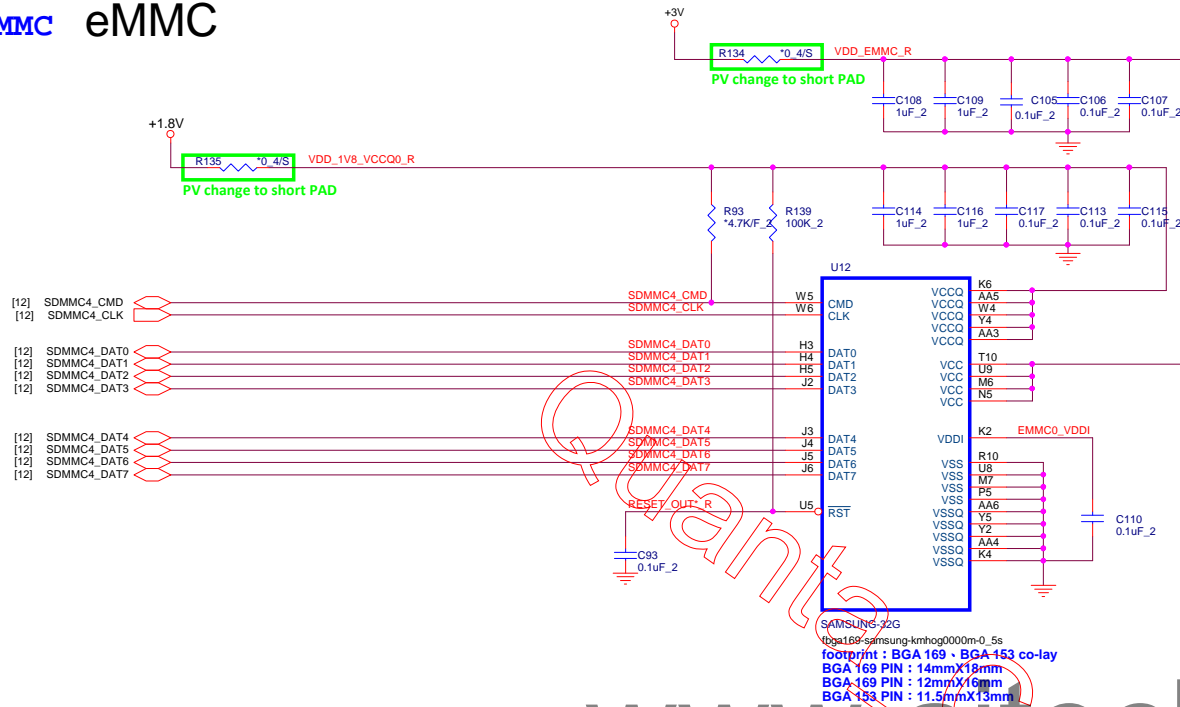 MMC eMMC
+3V
R134 *0_4/S VDD_EMMC_R
PV change to short PAD
C108 1uF_2
C109 1uF_2
C105 0.1uF_2
C106 0.1uF_2
C107 0.1uF_2
+1.8V
R135 *0_4/S VDD_1V8_VCCQ0_R
PV change to short PAD
R93 *4.7K/F_2
R139 100K_2
C114 1uF_2
C116 1uF_2
C117 0.1uF_2
C113 0.1uF_2
C115 0.1uF_2
U12
[12] SDMMC4_CMD SDMMC4_CMD W5 CMD
[12] SDMMC4_CLK SDMMC4_CLK W6 CLK
[12] SDMMC4_DAT0 SDMMC4_DAT0 H3 DAT0
[12] SDMMC4_DAT1 SDMMC4_DAT1 H4 DAT1
[12] SDMMC4_DAT2 SDMMC4_DAT2 H5 DAT2
[12] SDMMC4_DAT3 SDMMC4_DAT3 J2 DAT3
[12] SDMMC4_DAT4 SDMMC4_DAT4 J3 DAT4
[12] SDMMC4_DAT5 SDMMC4_DAT5 J4 DAT5
[12] SDMMC4_DAT6 SDMMC4_DAT6 J5 DAT6
[12] SDMMC4_DAT7 SDMMC4_DAT7 J6 DAT7
RESET_OUT*_R U5 RST
C93 0.1uF_2
VCCQ K6
VCCQ AA5
VCCQ W4
VCCQ Y4
VCCQ AA3
VCC T10
VCC U9
VCC M6
VCC N5
VDDI K2 EMMC0_VDDI
VSS R10
VSS U8
VSS M7
VSS P5
VSSQ AA6
VSSQ Y5
VSSQ Y2
VSSQ AA4
VSSQ K4
C110 0.1uF_2
SAMSUNG-32G
fbga169-samsung-kmhog0000m-0_5s
footprint：BGA 169、BGA 153 co-lay
BGA 169 PIN：14mmX18mm
BGA 169 PIN：12mmX16mm
BGA 153 PIN：11.5mmX13mm
Quanta